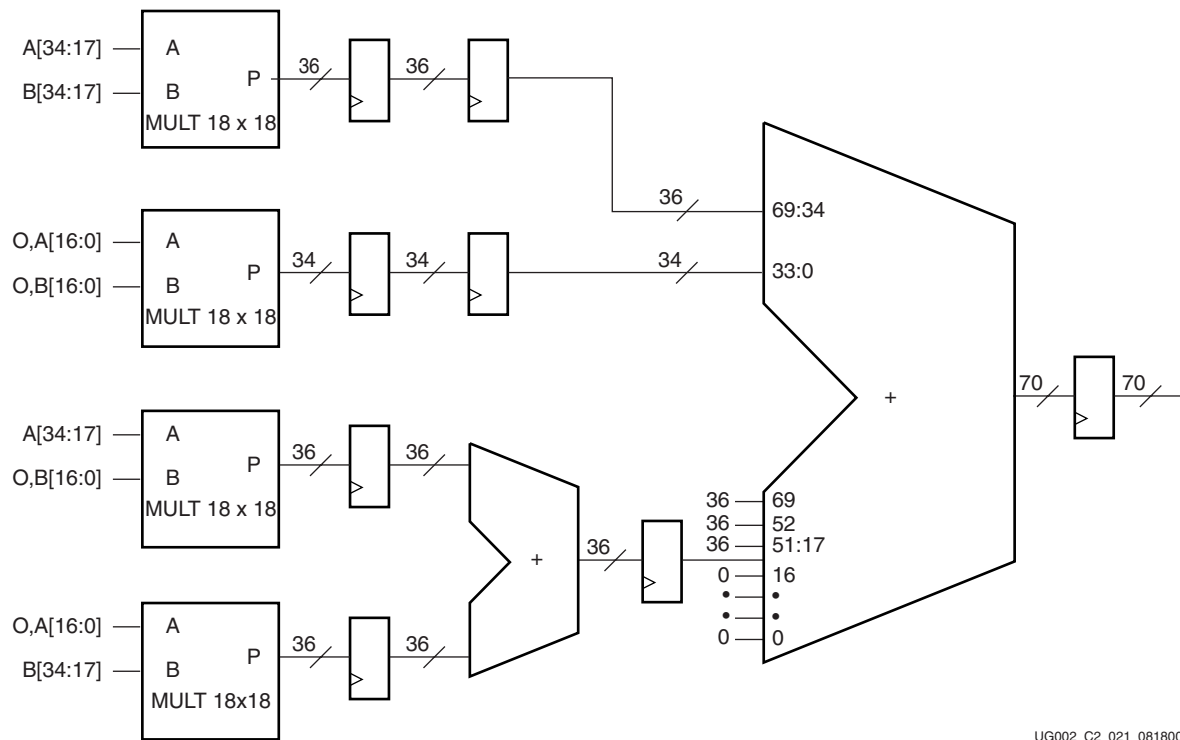 A[34:17]
B[34:17]
A
B
P
MULT 18 x 18
36
36
36
69:34
O,A[16:0]
O,B[16:0]
A
B
P
MULT 18 x 18
34
34
34
33:0
+
70
70
A[34:17]
O,B[16:0]
A
B
P
MULT 18 x 18
36
36
+
36
36 69
36 52
36 51:17
0 16
0 0
O,A[16:0]
B[34:17]
A
B
P
MULT 18x18
36
36
UG002_C2_021_081800